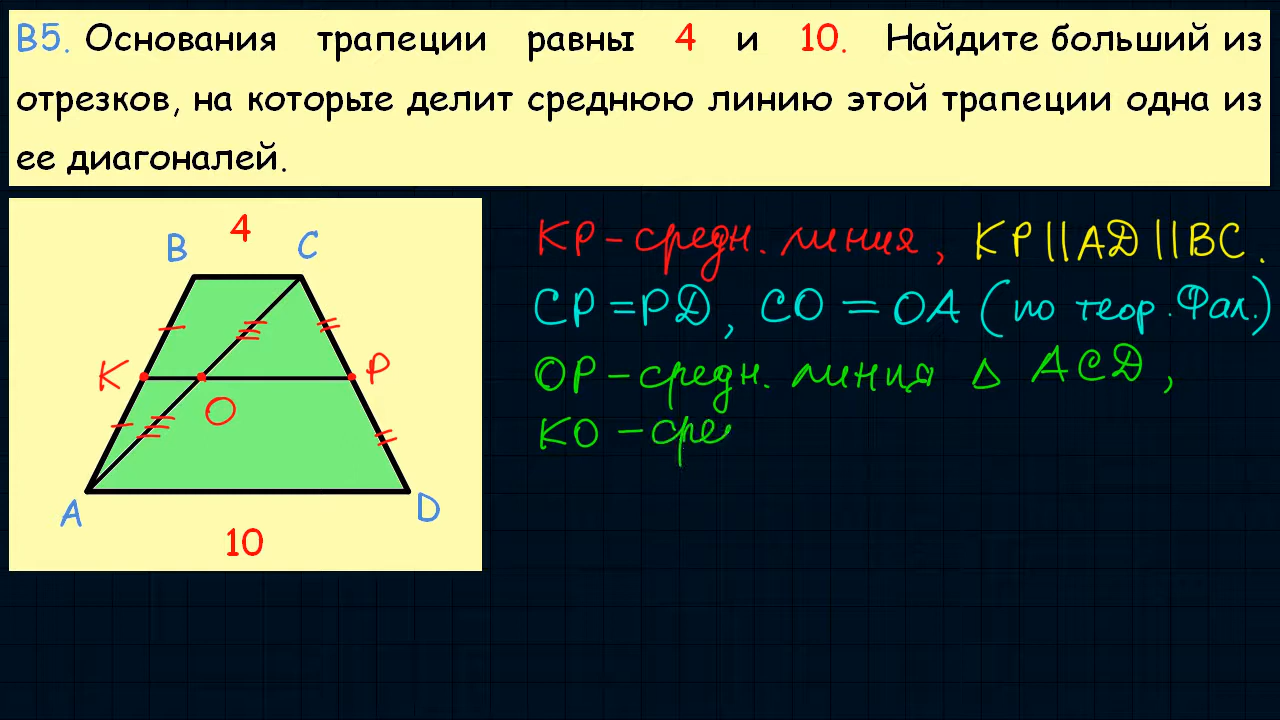 В5. Основания трапеции равны 4 и 10. Найдите больший из
отрезков, на которые делит среднюю линию этой трапеции одна из
ее диагоналей.
4
B C
K P
O
A D
10
KP – средн. линия, KP||AD||BC.
CP = PD, CO = OA (по теор. Фал.)
OP – средн. линия Δ ACD,
KO – сре